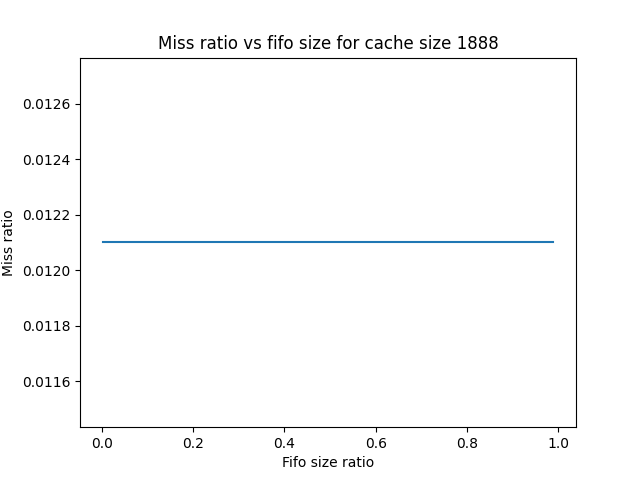 Miss ratio vs fifo size for cache size 1888
0.0126
0.0124
0.0122
0.0120
0.0118
0.0116
Miss ratio
0.0 0.2 0.4 0.6 0.8 1.0
Fifo size ratio